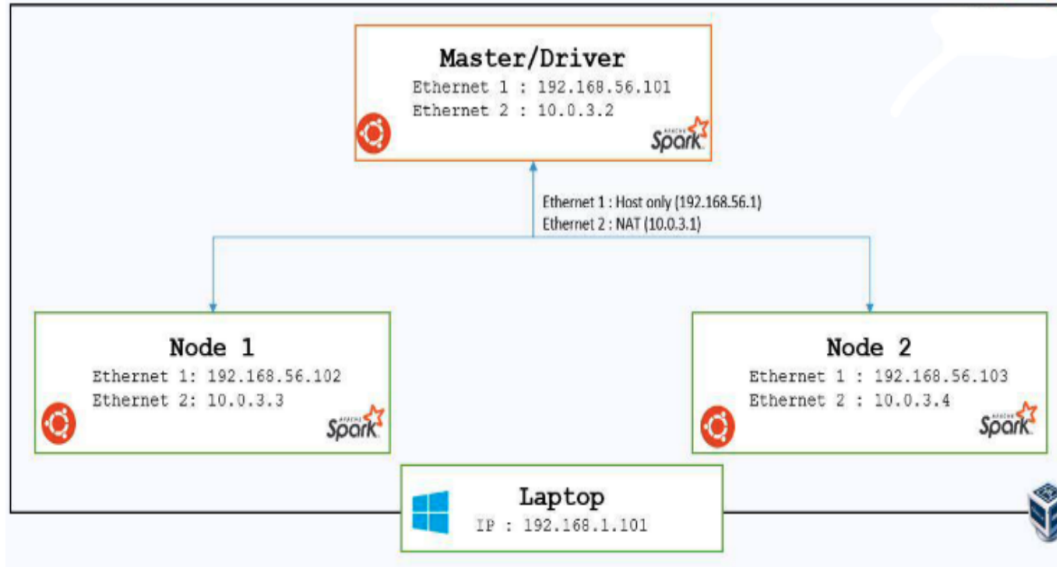 Master/Driver
Ethernet 1 : 192.168.56.101
Ethernet 2 : 10.0.3.2
APACHE
Spark
Ethernet 1 : Host only (192.168.56.1)
Ethernet 2 : NAT (10.0.3.1)
Node 1
Ethernet 1: 192.168.56.102
Ethernet 2: 10.0.3.3
APACHE
Spark
Node 2
Ethernet 1 : 192.168.56.103
Ethernet 2 : 10.0.3.4
APACHE
Spark
Laptop
IP : 192.168.1.101